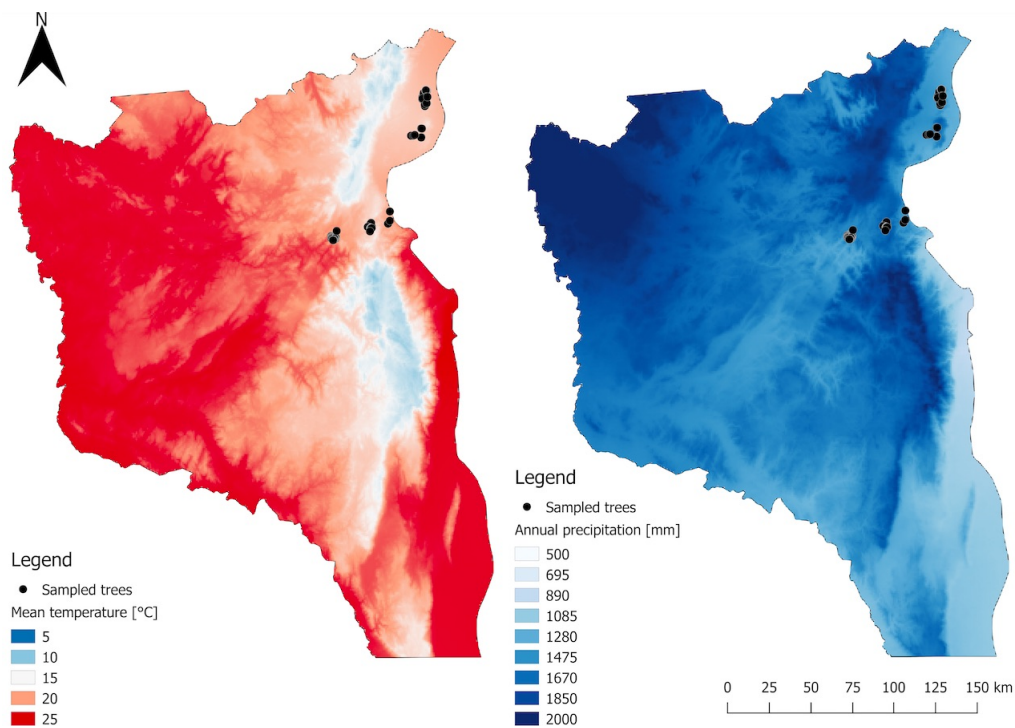 N
Legend
Sampled trees
Mean temperature [°C]
5
10
15
20
25
Legend
Sampled trees
Annual precipitation [mm]
500
695
890
1085
1280
1475
1670
1850
2000
0 25 50 75 100 125 150 km